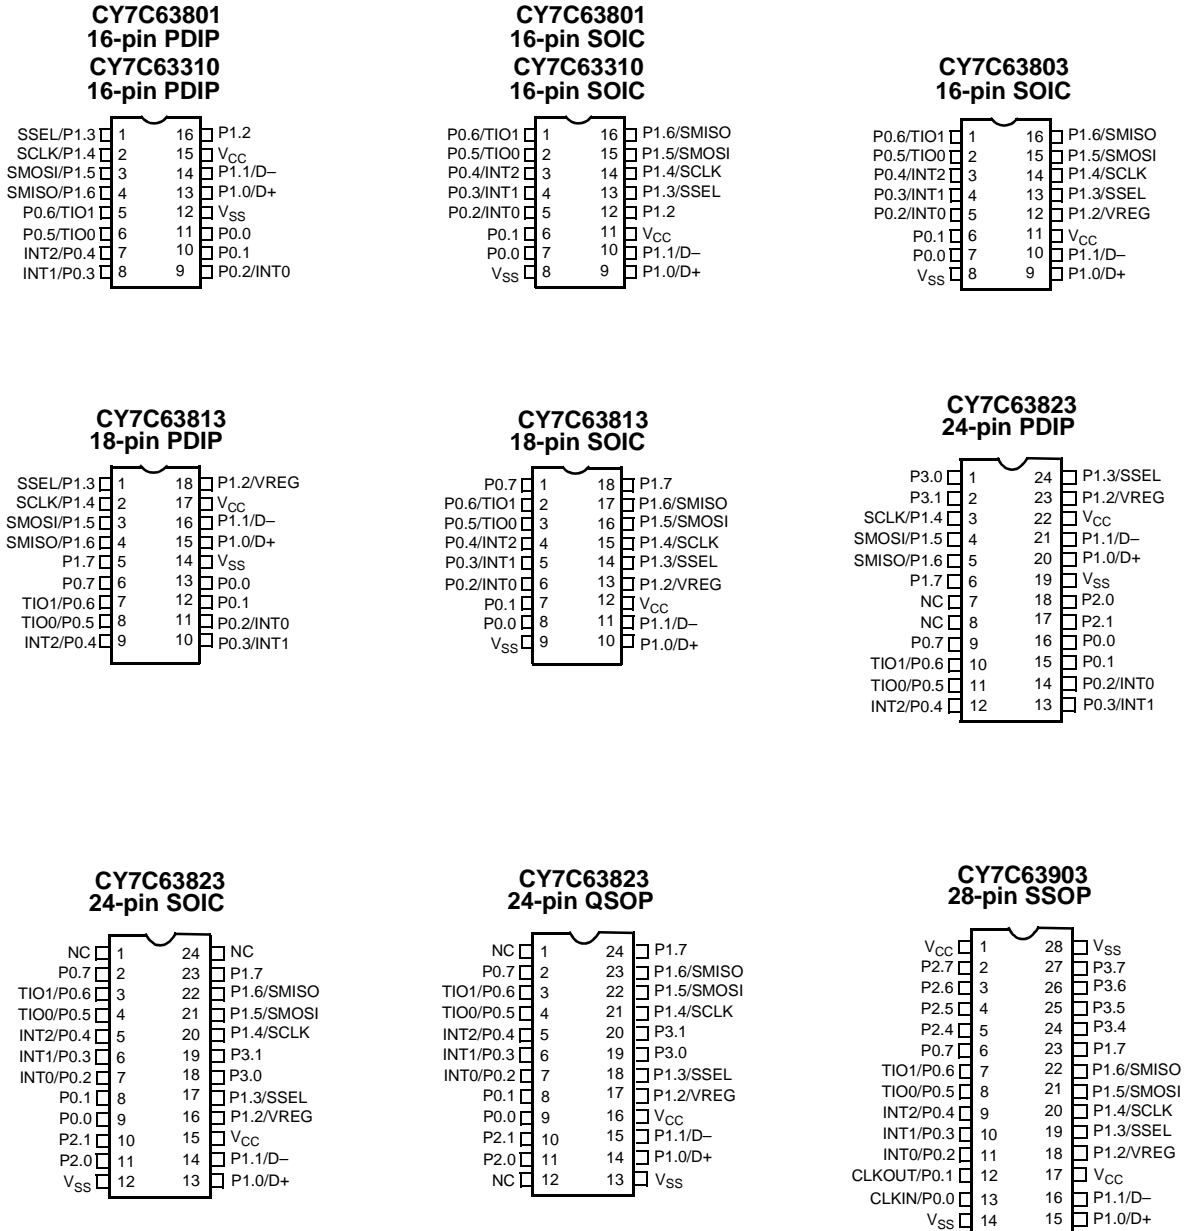 CY7C63801
16-pin PDIP
CY7C63310
16-pin PDIP
SSEL/P1.3 1 16 P1.2
SCLK/P1.4 2 15 VCC
SMOSI/P1.5 3 14 P1.1/D–
SMISO/P1.6 4 13 P1.0/D+
P0.6/TIO1 5 12 VSS
P0.5/TIO0 6 11 P0.0
INT2/P0.4 7 10 P0.1
INT1/P0.3 8 9 P0.2/INT0
CY7C63801
16-pin SOIC
CY7C63310
16-pin SOIC
P0.6/TIO1 1 16 P1.6/SMISO
P0.5/TIO0 2 15 P1.5/SMOSI
P0.4/INT2 3 14 P1.4/SCLK
P0.3/INT1 4 13 P1.3/SSEL
P0.2/INT0 5 12 P1.2
P0.1 6 11 VCC
P0.0 7 10 P1.1/D–
VSS 8 9 P1.0/D+
CY7C63803
16-pin SOIC
P0.6/TIO1 1 16 P1.6/SMISO
P0.5/TIO0 2 15 P1.5/SMOSI
P0.4/INT2 3 14 P1.4/SCLK
P0.3/INT1 4 13 P1.3/SSEL
P0.2/INT0 5 12 P1.2/VREG
P0.1 6 11 VCC
P0.0 7 10 P1.1/D–
VSS 8 9 P1.0/D+
CY7C63813
18-pin PDIP
SSEL/P1.3 1 18 P1.2/VREG
SCLK/P1.4 2 17 VCC
SMOSI/P1.5 3 16 P1.1/D–
SMISO/P1.6 4 15 P1.0/D+
P1.7 5 14 VSS
P0.7 6 13 P0.0
TIO1/P0.6 7 12 P0.1
TIO0/P0.5 8 11 P0.2/INT0
INT2/P0.4 9 10 P0.3/INT1
CY7C63813
18-pin SOIC
P0.7 1 18 P1.7
P0.6/TIO1 2 17 P1.6/SMISO
P0.5/TIO0 3 16 P1.5/SMOSI
P0.4/INT2 4 15 P1.4/SCLK
P0.3/INT1 5 14 P1.3/SSEL
P0.2/INT0 6 13 P1.2/VREG
P0.1 7 12 VCC
P0.0 8 11 P1.1/D–
VSS 9 10 P1.0/D+
CY7C63823
24-pin PDIP
P3.0 1 24 P1.3/SSEL
P3.1 2 23 P1.2/VREG
SCLK/P1.4 3 22 VCC
SMOSI/P1.5 4 21 P1.1/D–
SMISO/P1.6 5 20 P1.0/D+
P1.7 6 19 VSS
NC 7 18 P2.0
NC 8 17 P2.1
P0.7 9 16 P0.0
TIO1/P0.6 10 15 P0.1
TIO0/P0.5 11 14 P0.2/INT0
INT2/P0.4 12 13 P0.3/INT1
CY7C63823
24-pin SOIC
NC 1 24 NC
P0.7 2 23 P1.7
TIO1/P0.6 3 22 P1.6/SMISO
TIO0/P0.5 4 21 P1.5/SMOSI
INT2/P0.4 5 20 P1.4/SCLK
INT1/P0.3 6 19 P3.1
INT0/P0.2 7 18 P3.0
P0.1 8 17 P1.3/SSEL
P0.0 9 16 P1.2/VREG
P2.1 10 15 VCC
P2.0 11 14 P1.1/D–
VSS 12 13 P1.0/D+
CY7C63823
24-pin QSOP
NC 1 24 P1.7
P0.7 2 23 P1.6/SMISO
TIO1/P0.6 3 22 P1.5/SMOSI
TIO0/P0.5 4 21 P1.4/SCLK
INT2/P0.4 5 20 P3.1
INT1/P0.3 6 19 P3.0
INT0/P0.2 7 18 P1.3/SSEL
P0.1 8 17 P1.2/VREG
P0.0 9 16 VCC
P2.1 10 15 P1.1/D–
P2.0 11 14 P1.0/D+
NC 12 13 VSS
CY7C63903
28-pin SSOP
VCC 1 28 VSS
P2.7 2 27 P3.7
P2.6 3 26 P3.6
P2.5 4 25 P3.5
P2.4 5 24 P3.4
P0.7 6 23 P1.7
TIO1/P0.6 7 22 P1.6/SMISO
TIO0/P0.5 8 21 P1.5/SMOSI
INT2/P0.4 9 20 P1.4/SCLK
INT1/P0.3 10 19 P1.3/SSEL
INT0/P0.2 11 18 P1.2/VREG
CLKOUT/P0.1 12 17 VCC
CLKIN/P0.0 13 16 P1.1/D–
VSS 14 15 P1.0/D+